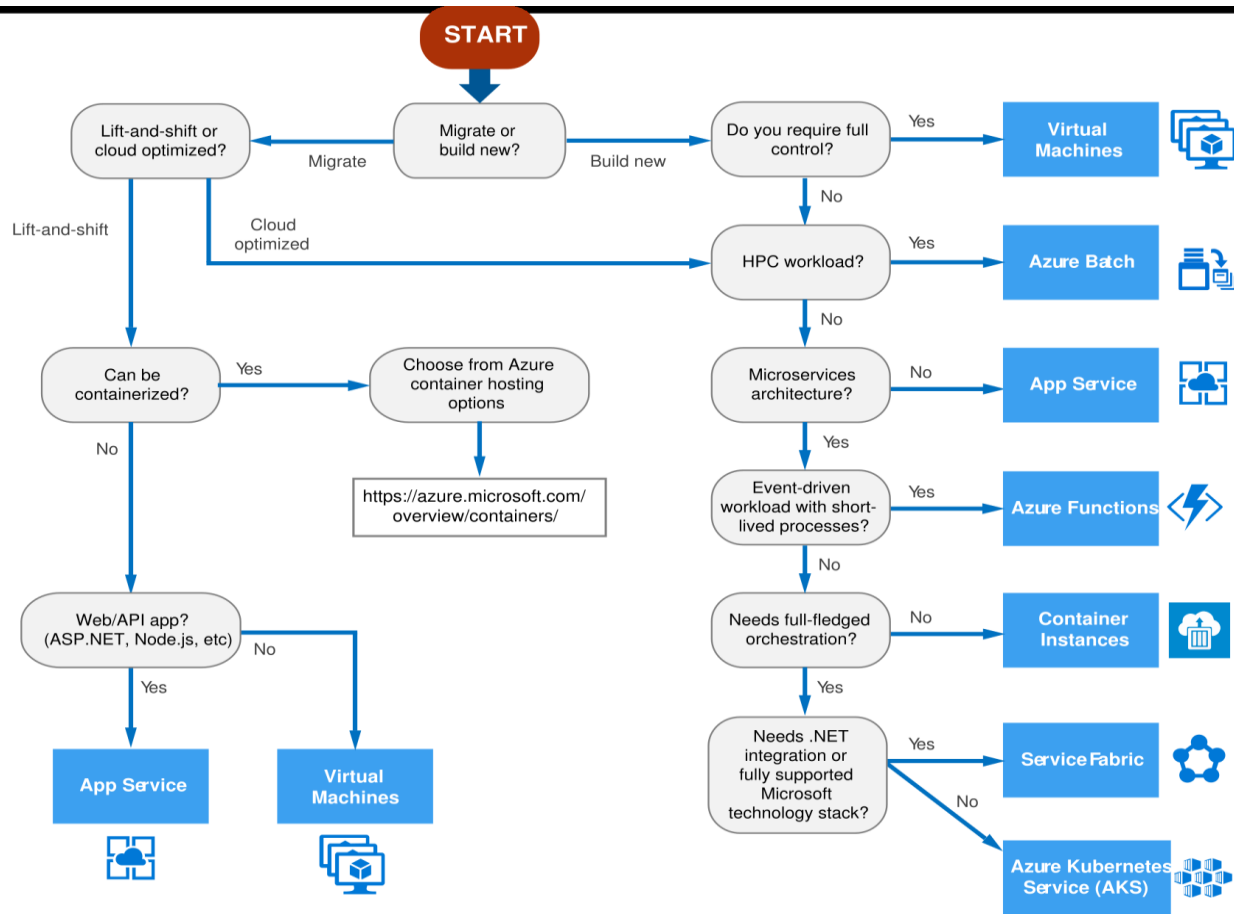 START
Lift-and-shift or
cloud optimized?
Migrate
Migrate or
build new?
Build new
Do you require full
control?
Yes
Virtual
Machines
No
Lift-and-shift
Cloud
optimized
HPC workload?
Yes
Azure Batch
No
Can be
containerized?
Yes
Choose from Azure
container hosting
options
Microservices
architecture?
No
App Service
No
Yes
https://azure.microsoft.com/
overview/containers/
Event-driven
workload with short-
lived processes?
Yes
Azure Functions
No
Web/API app?
(ASP.NET, Node.js, etc)
No
Needs full-fledged
orchestration?
No
Container
Instances
Yes
Yes
App Service
Virtual
Machines
Needs .NET
integration or
fully supported
Microsoft
technology stack?
Yes
Service Fabric
No
Azure Kubernetes
Service (AKS)